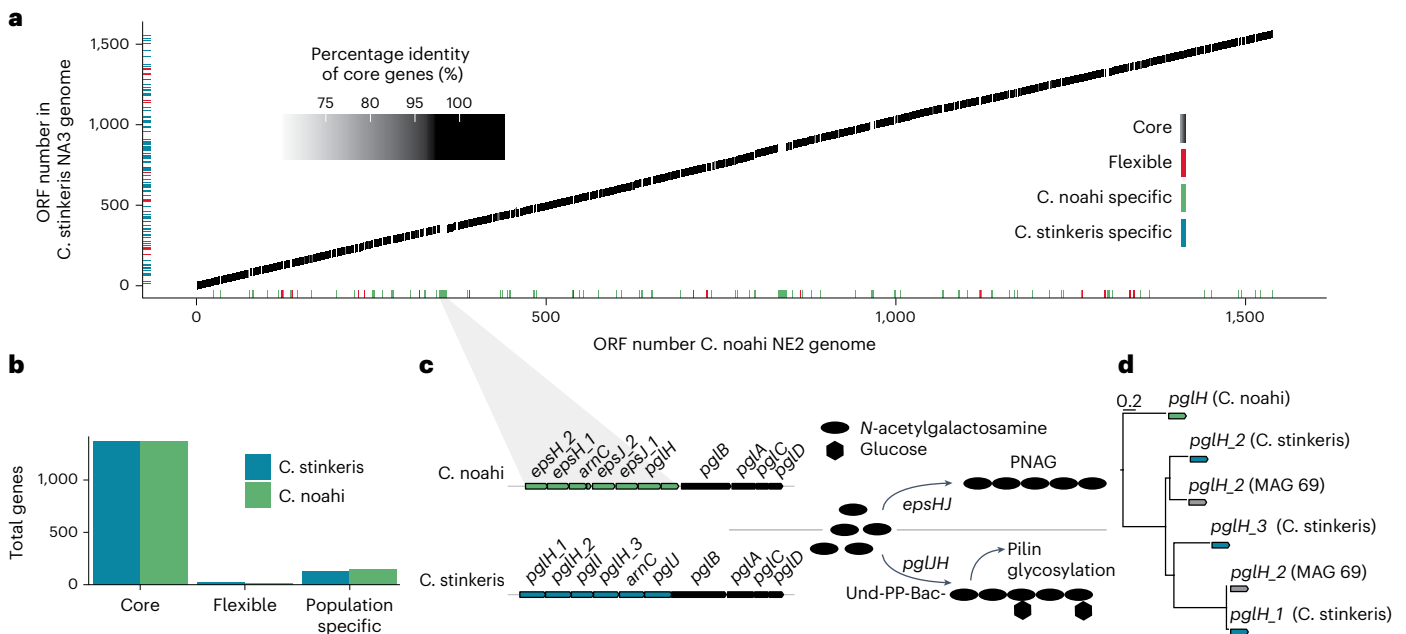 a
1,500
1,000
500
0
ORF number in
C. stinkeris NA3 genome
Percentage identity
of core genes (%)
75 80 95 100
Core
Flexible
C. noahi specific
C. stinkeris specific
0 500 1,000 1,500
ORF number C. noahi NE2 genome
b
Total genes
1,000
500
0
C. stinkeris
C. noahi
Core
Flexible
Population
specific
c
C. noahi
epsH_2 epsH_1 arnC epsJ_2 epsJ_1 pglH pglB pglA pglC pglD
C. stinkeris
pglH_1 pglH_2 pglI pglH_3 arnC pglJ pglB pglA pglC pglD
N-acetylgalactosamine
Glucose
PNAG
epsHJ
pglJH
Pilin
glycosylation
Und-PP-Bac-
d
0.2
pglH (C. noahi)
pglH_2 (C. stinkeris)
pglH_2 (MAG 69)
pglH_3 (C. stinkeris)
pglH_2 (MAG 69)
pglH_1 (C. stinkeris)